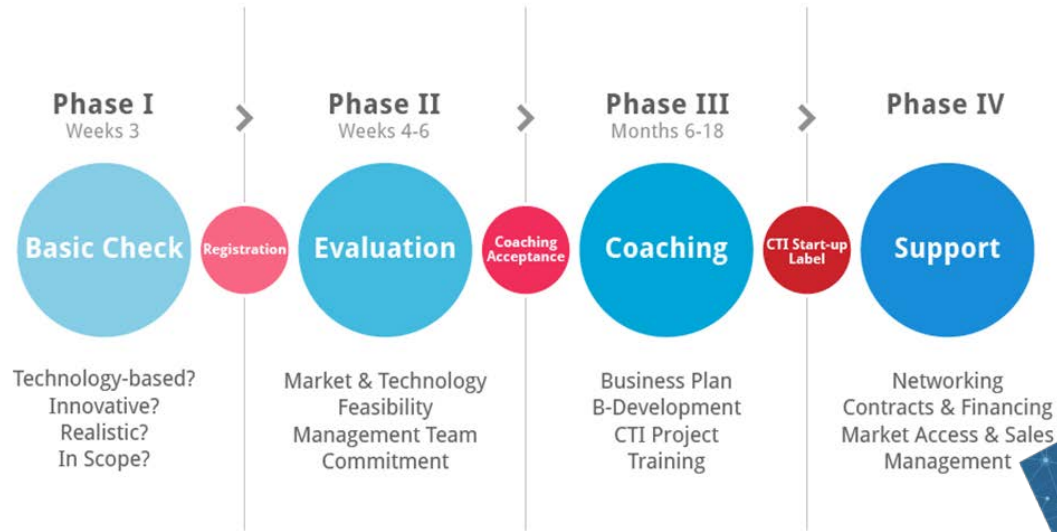 Phase I
Weeks 3
Basic Check
Technology-based?
Innovative?
Realistic?
In Scope?
Registration
Phase II
Weeks 4-6
Evaluation
Market & Technology
Feasibility
Management Team
Commitment
Coaching
Acceptance
Phase III
Months 6-18
Coaching
Business Plan
B-Development
CTI Project
Training
CTI Start-up
Label
Phase IV
Support
Networking
Contracts & Financing
Market Access & Sales
Management